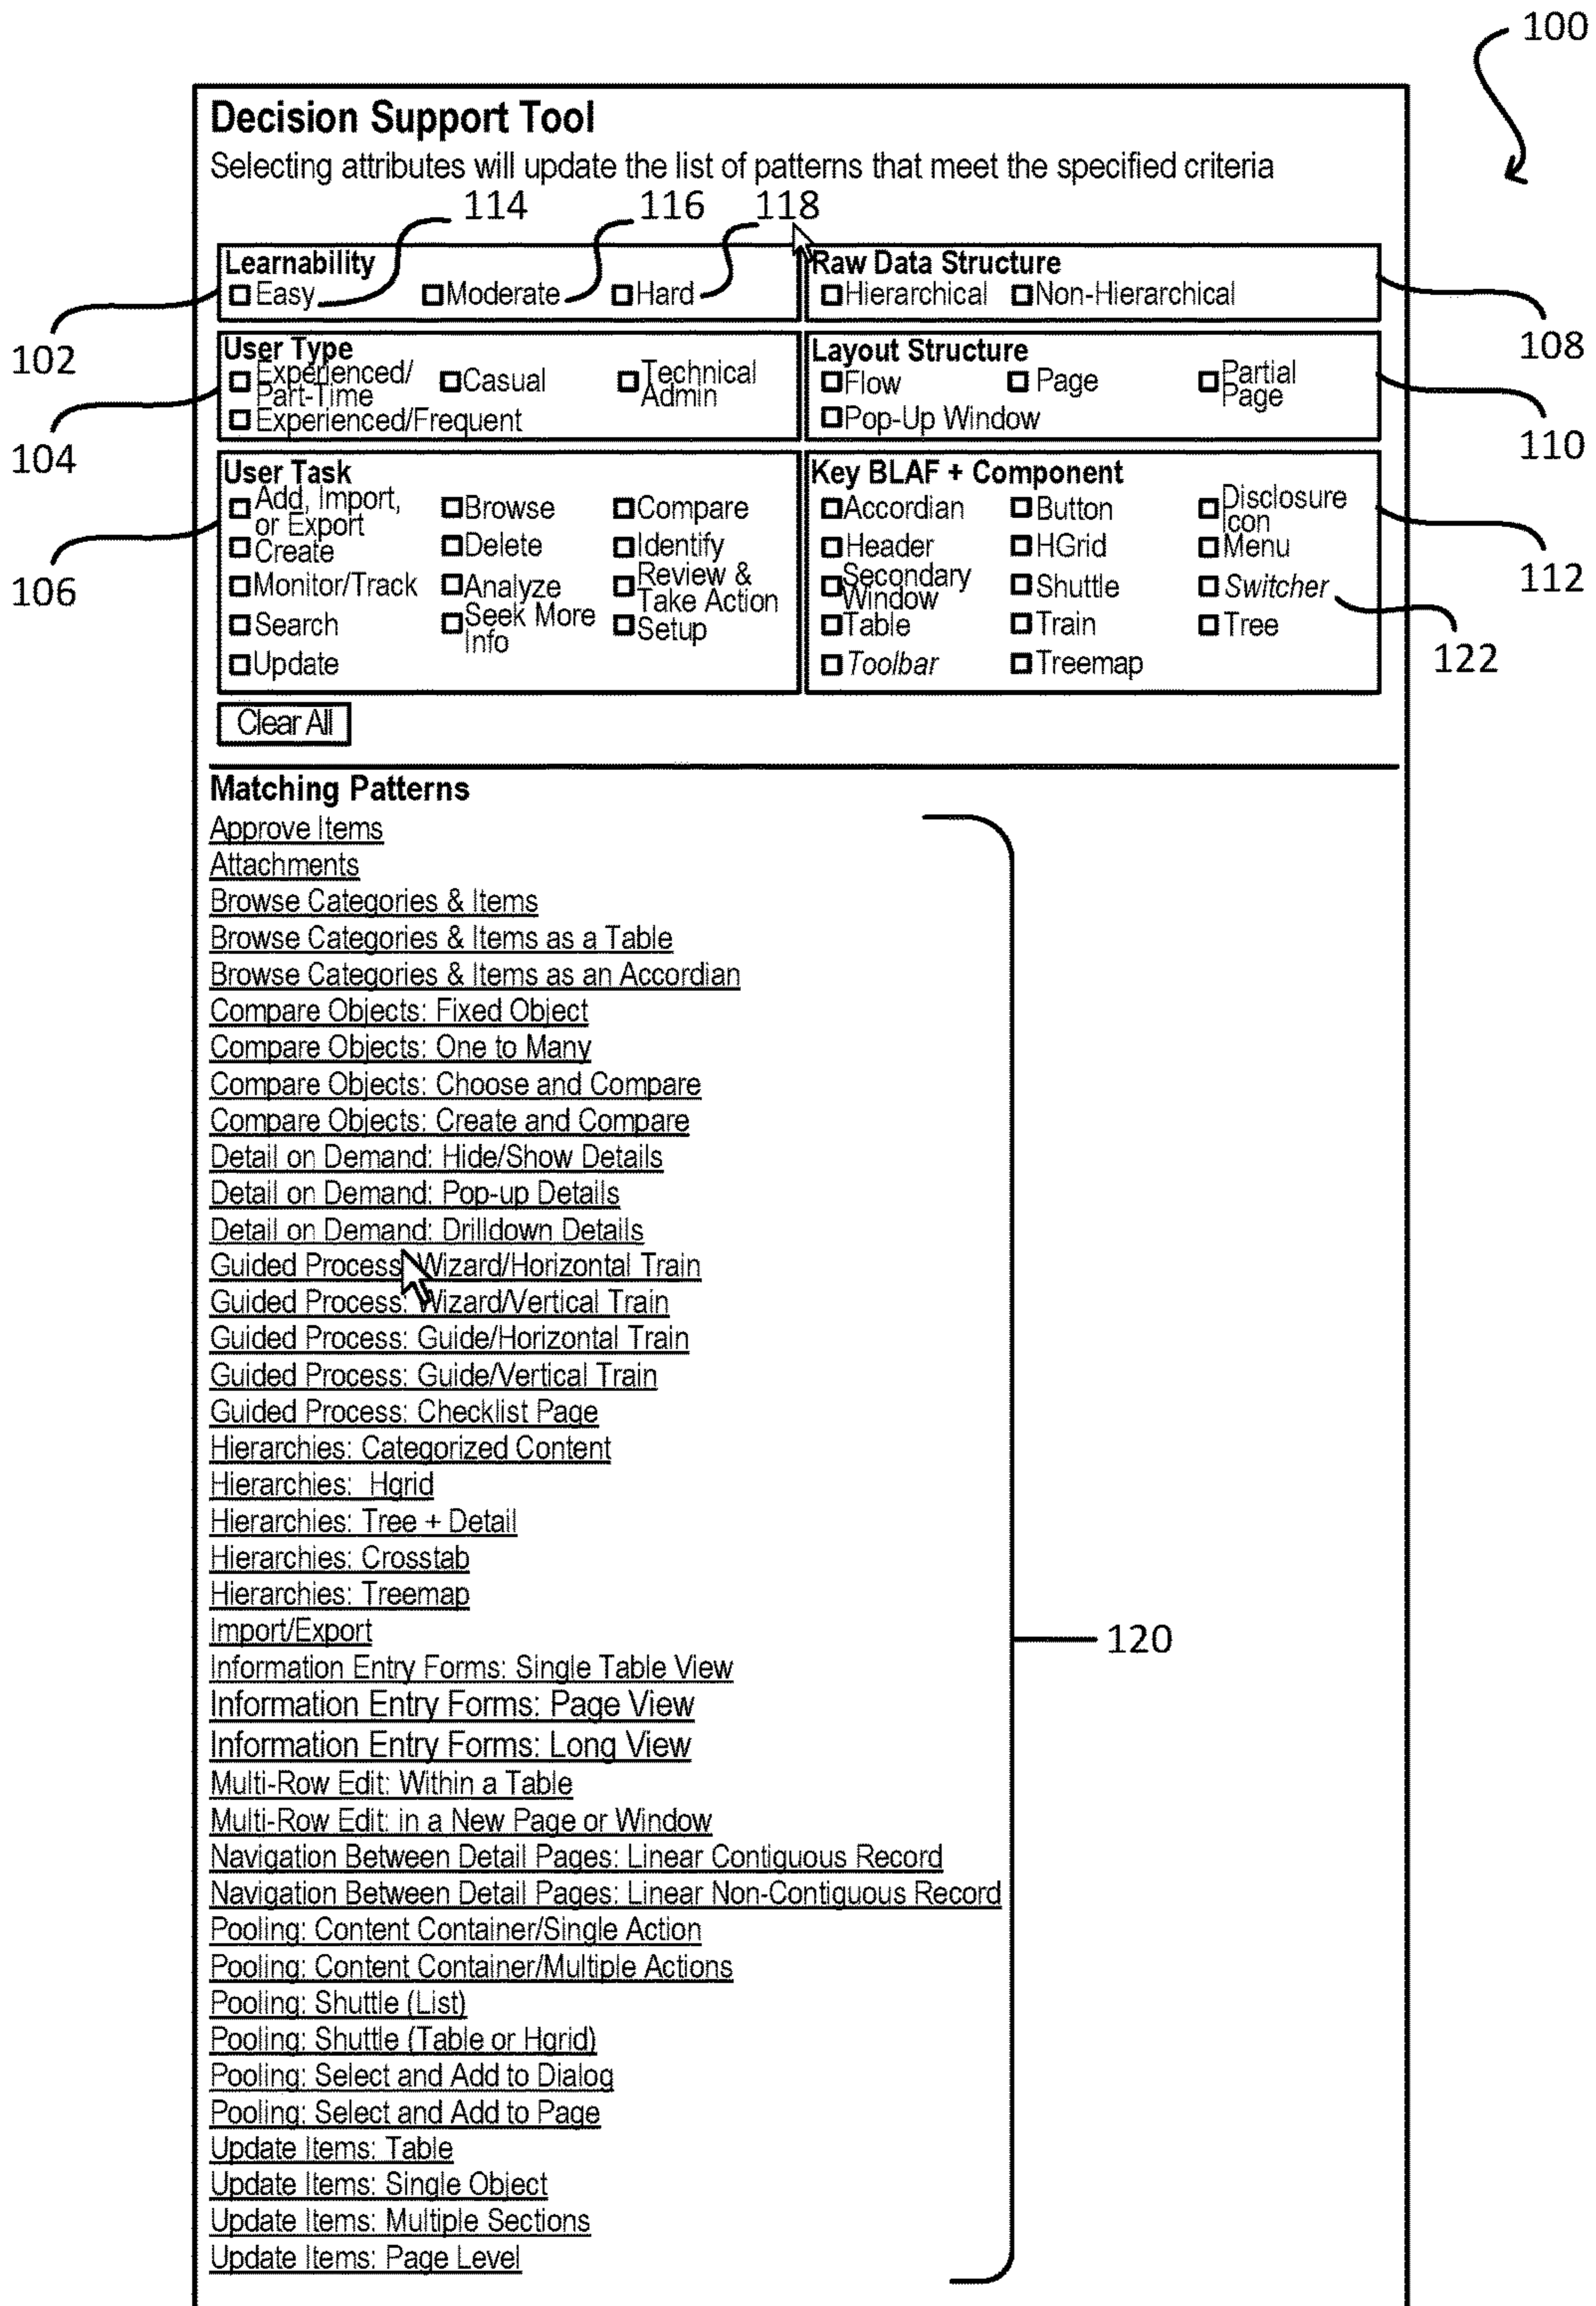 100
Decision Support Tool
Selecting attributes will update the list of patterns that meet the specified criteria
114 116 118
Learnability
Easy Moderate Hard
Raw Data Structure
Hierarchical Non-Hierarchical
102
108
User Type
Experienced/Part-Time Casual Technical Admin
Experienced/Frequent
Layout Structure
Flow Page Partial Page
Pop-Up Window
104
110
User Task
Add, Import, or Export Browse Compare
Create Delete Identify
Monitor/Track Analyze Review & Take Action
Search Seek More Info Setup
Update
Key BLAF + Component
Accordian Button Disclosure Icon
Header HGrid Menu
Secondary Window Shuttle Switcher
Table Train Tree
Toolbar Treemap
106
112
122
Clear All
Matching Patterns
Approve Items
Attachments
Browse Categories & Items
Browse Categories & Items as a Table
Browse Categories & Items as an Accordian
Compare Objects: Fixed Object
Compare Objects: One to Many
Compare Objects: Choose and Compare
Compare Objects: Create and Compare
Detail on Demand: Hide/Show Details
Detail on Demand: Pop-up Details
Detail on Demand: Drilldown Details
Guided Process: Wizard/Horizontal Train
Guided Process: Wizard/Vertical Train
Guided Process: Guide/Horizontal Train
Guided Process: Guide/Vertical Train
Guided Process: Checklist Page
Hierarchies: Categorized Content
Hierarchies: Hgrid
Hierarchies: Tree + Detail
Hierarchies: Crosstab
Hierarchies: Treemap
Import/Export
120
Information Entry Forms: Single Table View
Information Entry Forms: Page View
Information Entry Forms: Long View
Multi-Row Edit: Within a Table
Multi-Row Edit: in a New Page or Window
Navigation Between Detail Pages: Linear Contiguous Record
Navigation Between Detail Pages: Linear Non-Contiguous Record
Pooling: Content Container/Single Action
Pooling: Content Container/Multiple Actions
Pooling: Shuttle (List)
Pooling: Shuttle (Table or Hgrid)
Pooling: Select and Add to Dialog
Pooling: Select and Add to Page
Update Items: Table
Update Items: Single Object
Update Items: Multiple Sections
Update Items: Page Level